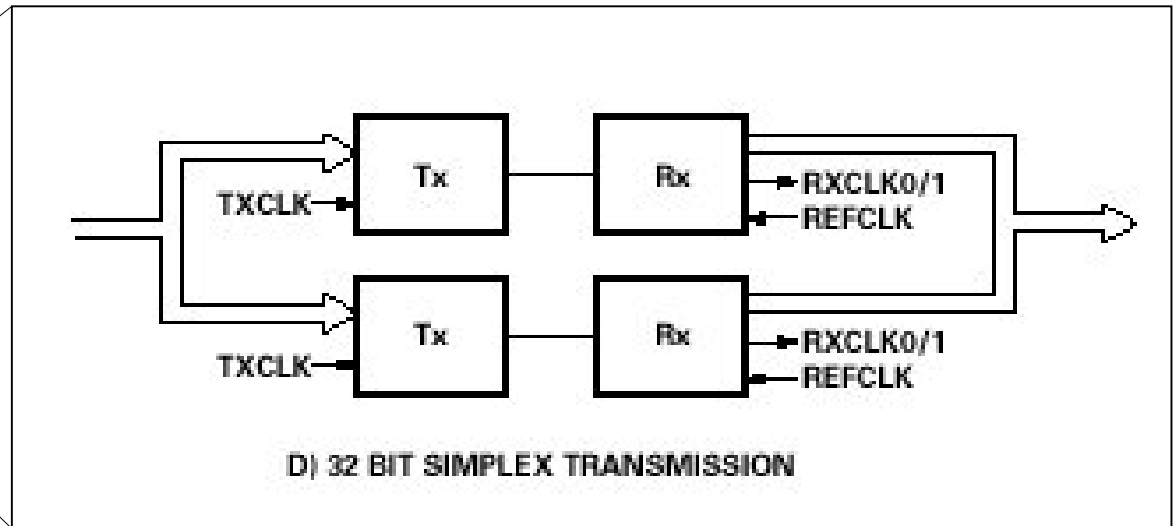 Tx
Rx
TXCLK
RXCLK0/1
REFCLK
Tx
Rx
TXCLK
RXCLK0/1
REFCLK
D) 32 BIT SIMPLEX TRANSMISSION